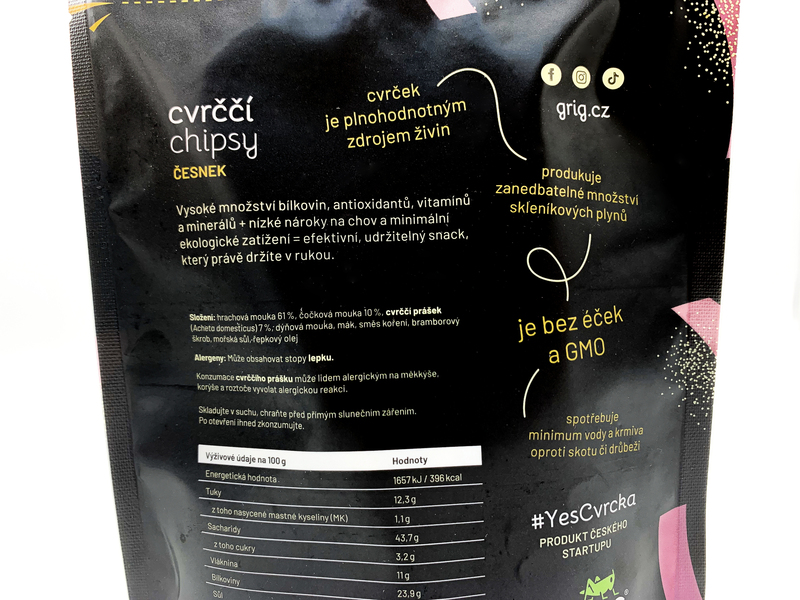 cvrččí
chipsy
ČESNEK
cvrček
je plnohodnotným
zdrojem živin
grig.cz
produkuje
zanedbatelné množství
skleníkových plynů
Vysoké množství bílkovin, antioxidantů, vitamínů
a minerálů + nízké nároky na chov a minimální
ekologické zatížení = efektivní, udržitelný snack,
který právě držíte v rukou.
je bez éček
a GMO
Složení: hrachová mouka 61 %, čočková mouka 10 %, cvrččí prášek
(Acheto domesticus) 7 %, dýňová mouka, mák, směs koření, bramborový
škrob, mořská sůl, řepkový olej
Alergeny: Může obsahovat stopy lepku.
Konzumace cvrččího prášku může lidem alergickým na měkkýše,
korýše a roztoče vyvolat alergickou reakci.
Skladujte v suchu, chraňte před přímým slunečním zářením.
Po otevření ihned zkonzumujte.
spotřebuje
minimum vody a krmiva
oproti skotu či drůbeži
Výživové údaje na 100 g Hodnoty
Energetická hodnota 1657 kJ / 396 kcal
Tuky 12,3 g
z toho nasycené mastné kyseliny (MK) 1,1 g
Sacharidy 43,7 g
z toho cukry 3,2 g
Vláknina 11 g
Bílkoviny 23,9 g
Sůl
#YesCvrcka
PRODUKT ČESKÉHO
STARTUPU